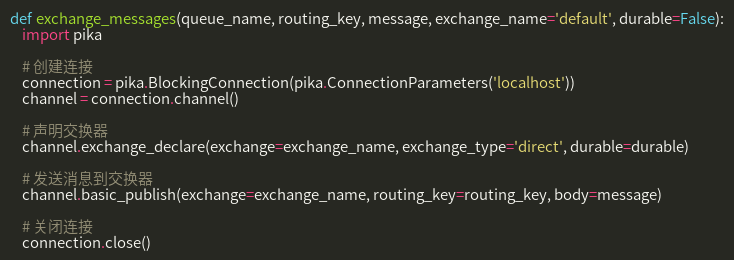 def exchange_messages(queue_name, routing_key, message, exchange_name='default', durable=False):
import pika
# 创建连接
connection = pika.BlockingConnection(pika.ConnectionParameters('localhost'))
channel = connection.channel()
# 声明交换器
channel.exchange_declare(exchange=exchange_name, exchange_type='direct', durable=durable)
# 发送消息到交换器
channel.basic_publish(exchange=exchange_name, routing_key=routing_key, body=message)
# 关闭连接
connection.close()